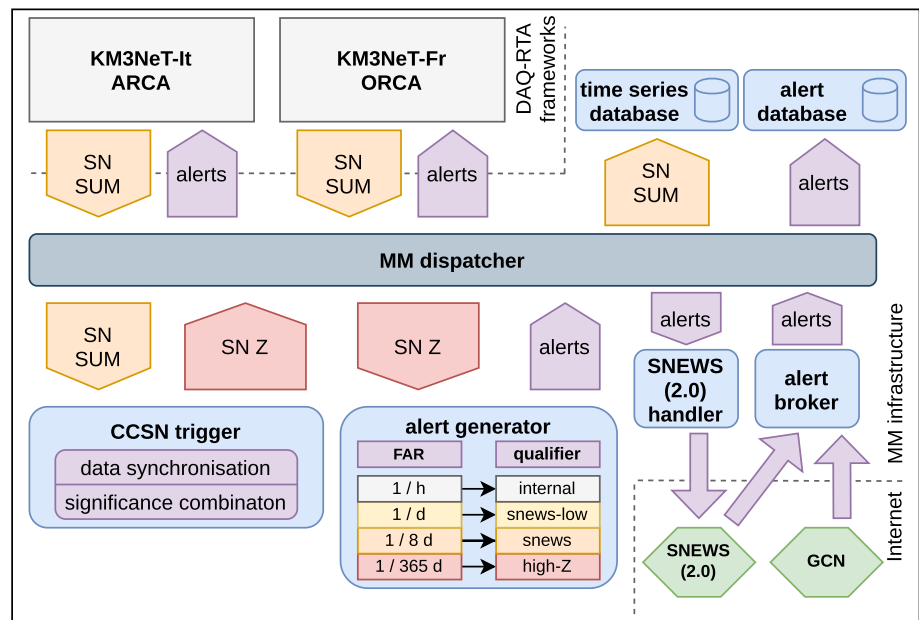 KM3NeT-It
ARCA
KM3NeT-Fr
ORCA
DAQ-RTA
frameworks
time series
database
alert
database
SN
SUM
alerts
SN
SUM
alerts
SN
SUM
alerts
MM dispatcher
SN
SUM
SN Z
SN Z
alerts
alerts
alerts
SNEWS
(2.0)
handler
alert
broker
MM infrastructure
CCSN trigger
data synchronisation
significance combinaton
alert generator
FAR
qualifier
1 / h
internal
1 / d
snews-low
1 / 8 d
snews
1 / 365 d
high-Z
SNEWS
(2.0)
GCN
Internet